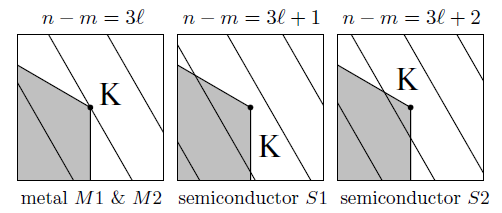 n − m = 3ℓ
n − m = 3ℓ + 1
n − m = 3ℓ + 2
K
K
K
metal M1 & M2
semiconductor S1
semiconductor S2